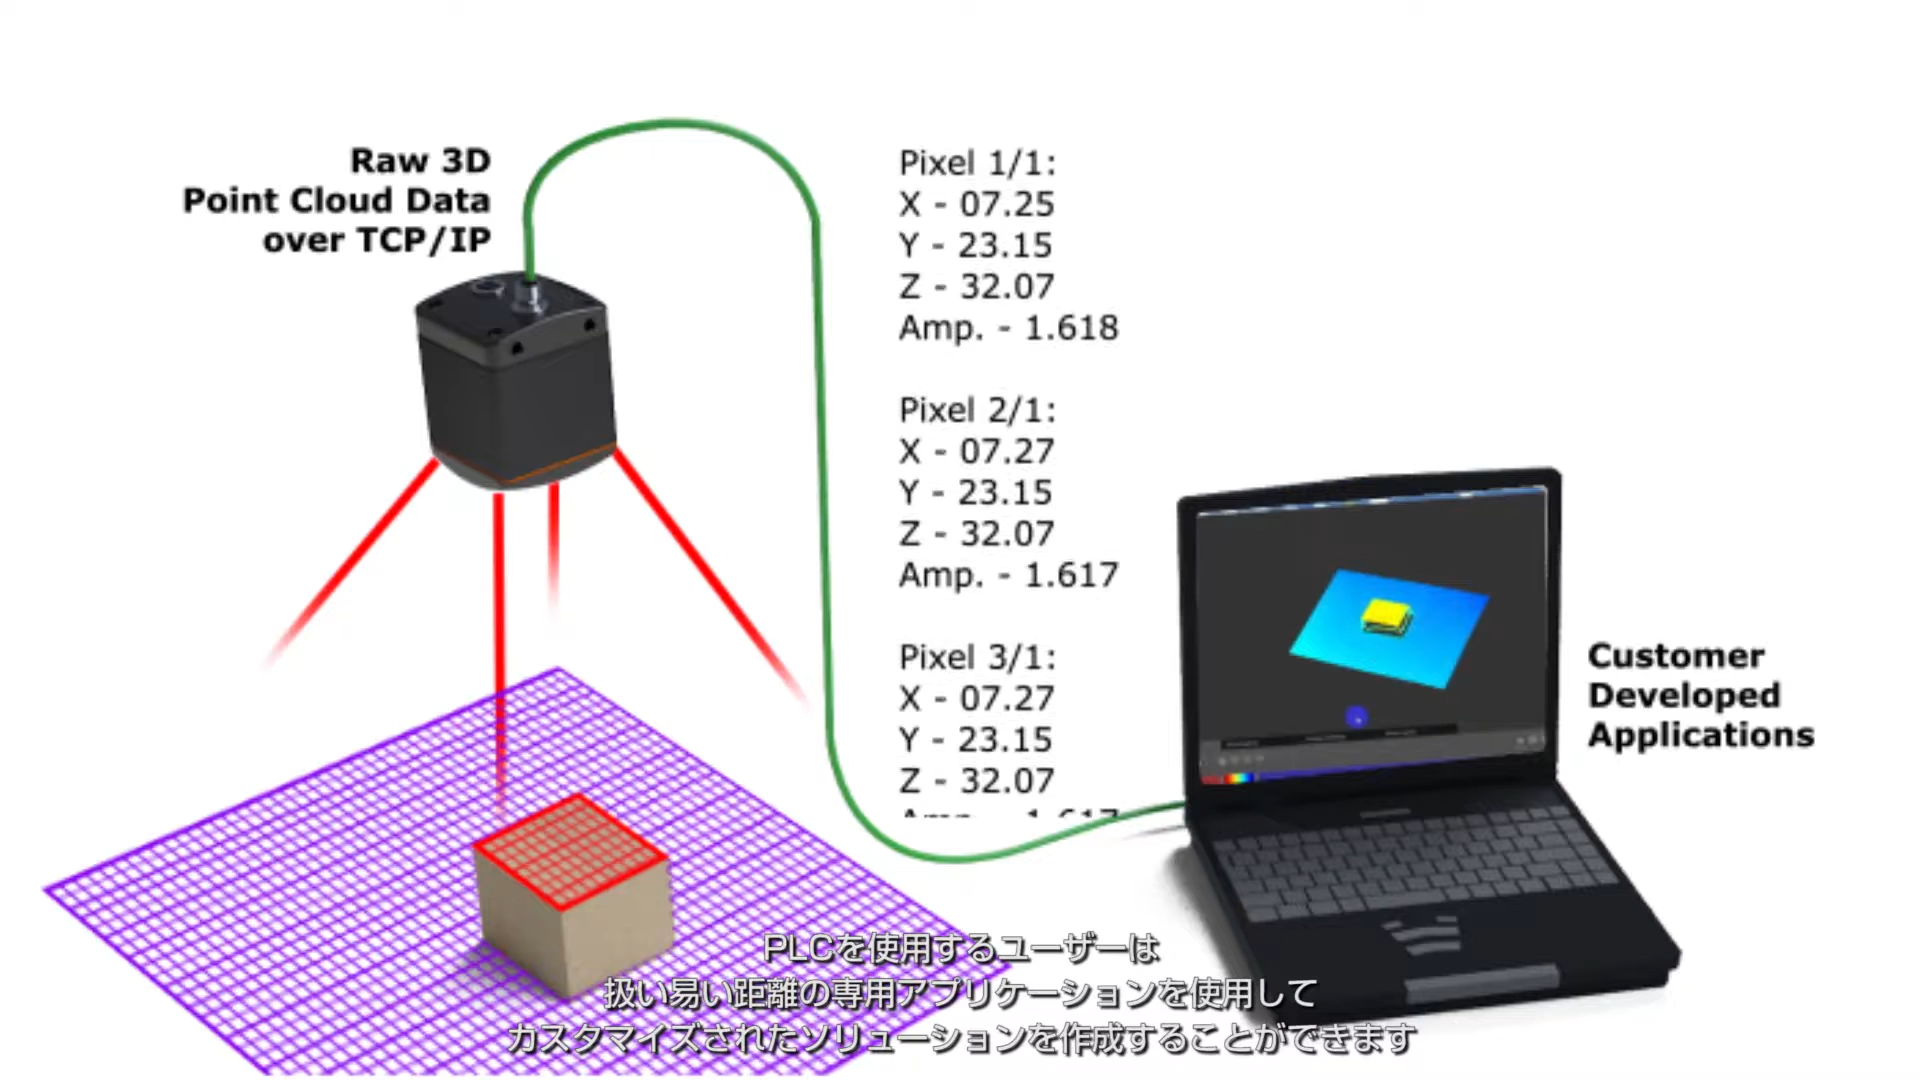 Raw 3D
Point Cloud Data
over TCP/IP
Pixel 1/1:
X - 07.25
Y - 23.15
Z - 32.07
Amp. - 1.618
Pixel 2/1:
X - 07.27
Y - 23.15
Z - 32.07
Amp. - 1.617
Pixel 3/1:
X - 07.27
Y - 23.15
Z - 32.07
Amp. - 1.617
Customer
Developed
Applications
PLCを使用するユーザーは
扱い易い距離の専用アプリケーションを使用して
カスタマイズされたソリューションを作成することができます